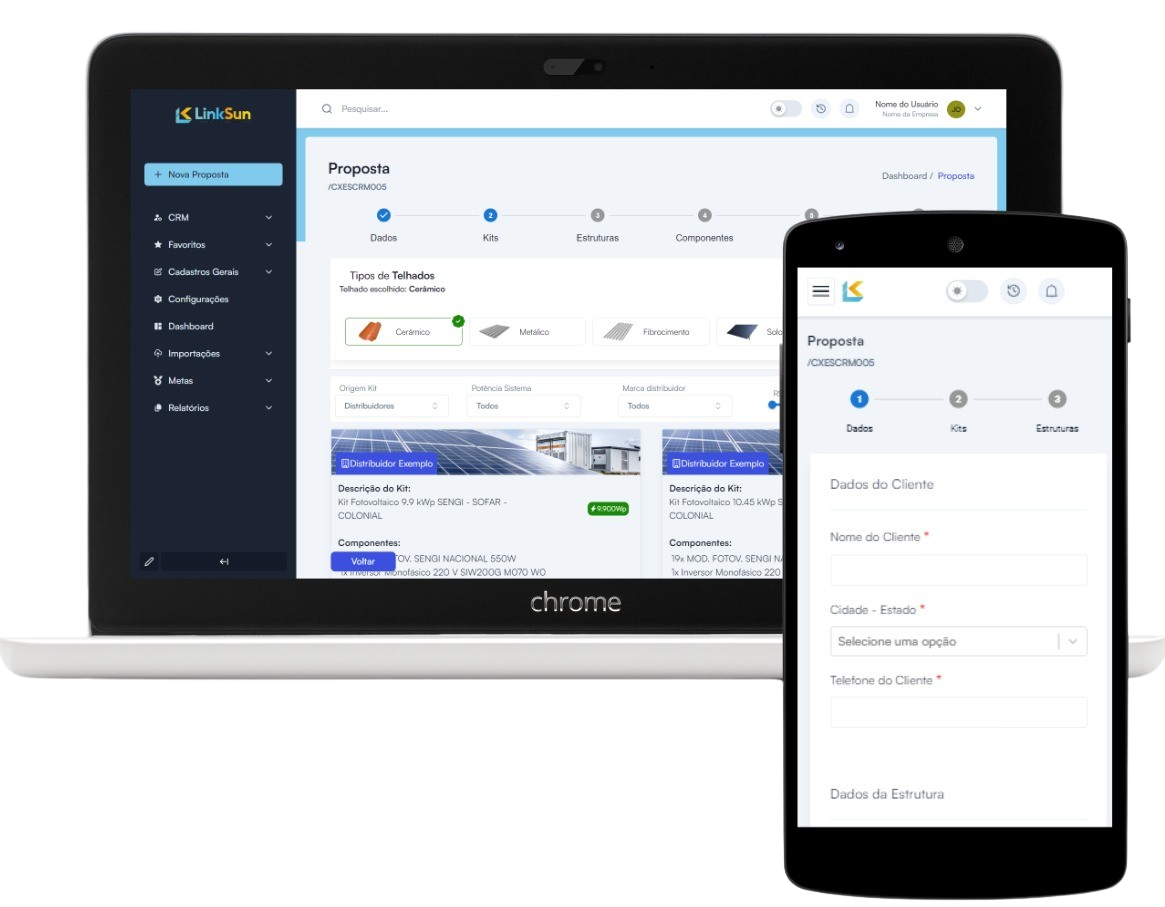 LinkSun
Pesquisar...
Nome do Usuário
Nome da Empresa
JO
+ Nova Proposta
CRM
Favoritos
Cadastros Gerais
Configurações
Dashboard
Importações
Metas
Relatórios
Proposta
/CXESCRM005
Dashboard / Proposta
2 3 4 5
Dados Kits Estruturas Componentes
Tipos de Telhados
Telhado escolhido: Cerâmico
Cerâmico Metálico Fibrocimento Solo
Origem Kit Potência Sistema Marca distribuidor R$
Distribuidores Todos Todos
Distribuidor Exemplo
Descrição do Kit:
Kit Fotovoltaico 9.9 kWp SENGI - SOFAR -
COLONIAL
9.900Wp
Componentes:
TOV. SENGI NACIONAL 550W
1x Inversor Monofásico 220 V SIW200G M070 W0
Voltar
Distribuidor Exemplo
Descrição do Kit:
Kit Fotovoltaico 10.45 kWp S
COLONIAL
Componentes:
19x MOD. FOTOV. SENGI NA
1x Inversor Monofásico 220
chrome
Proposta
/CXESCRM005
1 2 3
Dados Kits Estruturas
Dados do Cliente
Nome do Cliente *
Cidade - Estado *
Selecione uma opção
Telefone do Cliente *
Dados da Estrutura